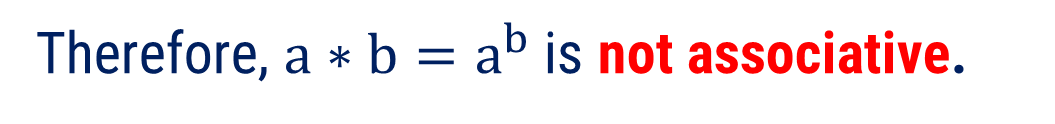 Therefore, a * b = a^b is not associative.